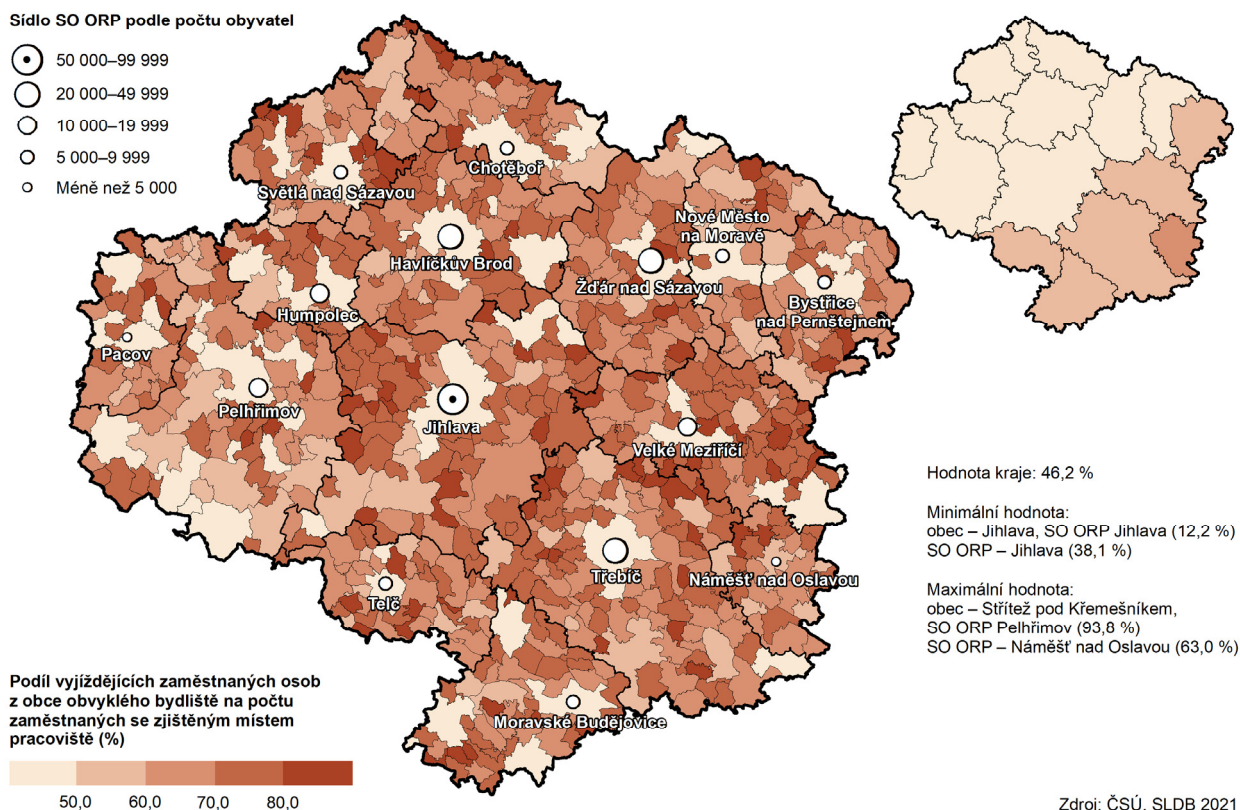 Sídlo SO ORP podle počtu obyvatel
50 000–99 999
20 000–49 999
10 000–19 999
5 000–9 999
Méně než 5 000
Chotěboř
Světlá nad Sázavou
Nové Město
na Moravě
Havlíčkův Brod
Žďár nad Sázavou
Bystřice
nad Pernštejnem
Humpolec
Pacov
Pelhřimov
Jihlava
Velké Meziříčí
Třebíč
Náměšť nad Oslavou
Telč
Moravské Budějovice
Hodnota kraje: 46,2 %
Minimální hodnota:
obec – Jihlava, SO ORP Jihlava (12,2 %)
SO ORP – Jihlava (38,1 %)
Maximální hodnota:
obec – Střítež pod Křemešníkem,
SO ORP Pelhřimov (93,8 %)
SO ORP – Náměšť nad Oslavou (63,0 %)
Podíl vyjíždějících zaměstnaných osob
z obce obvyklého bydliště na počtu
zaměstnaných se zjištěným místem
pracoviště (%)
50,0 60,0 70,0 80,0
Zdroj: ČSÚ, SLDB 2021